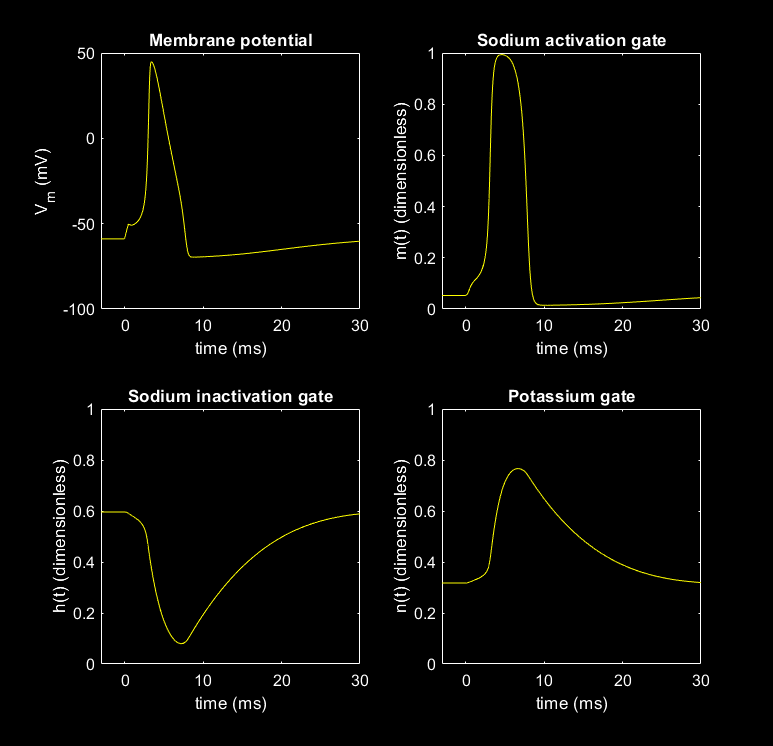 Membrane potential
50
0
-50
-100
V_m (mV)
0 10 20 30
time (ms)
Sodium activation gate
1
0.8
0.6
0.4
0.2
0
m(t) (dimensionless)
0 10 20 30
time (ms)
Sodium inactivation gate
1
0.8
0.6
0.4
0.2
0
h(t) (dimensionless)
0 10 20 30
time (ms)
Potassium gate
1
0.8
0.6
0.4
0.2
0
n(t) (dimensionless)
0 10 20 30
time (ms)